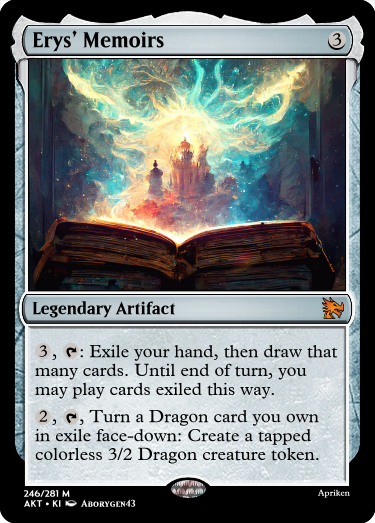 Erys' Memoirs 3
Legendary Artifact
3, : Exile your hand, then draw that
many cards. Until end of turn, you
may play cards exiled this way.
2, , Turn a Dragon card you own
in exile face-down: Create a tapped
colorless 3/2 Dragon creature token.
246/281 M
Apriken
AKT • KI Aborygen43